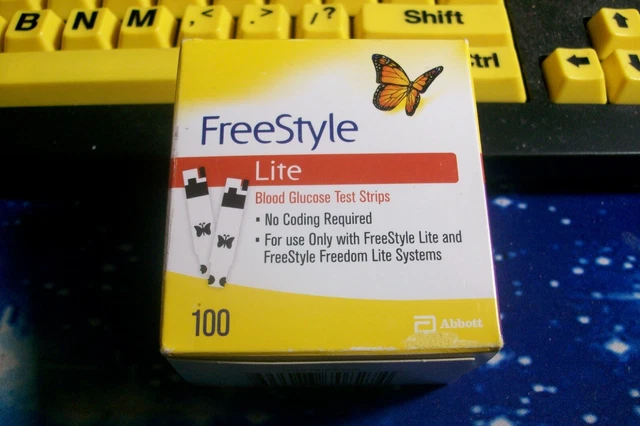 B N M , < . > / ? Shift
Ctrl
FreeStyle
Lite
Blood Glucose Test Strips
▪ No Coding Required
▪ For use Only with FreeStyle Lite and
FreeStyle Freedom Lite Systems
100
Abbott